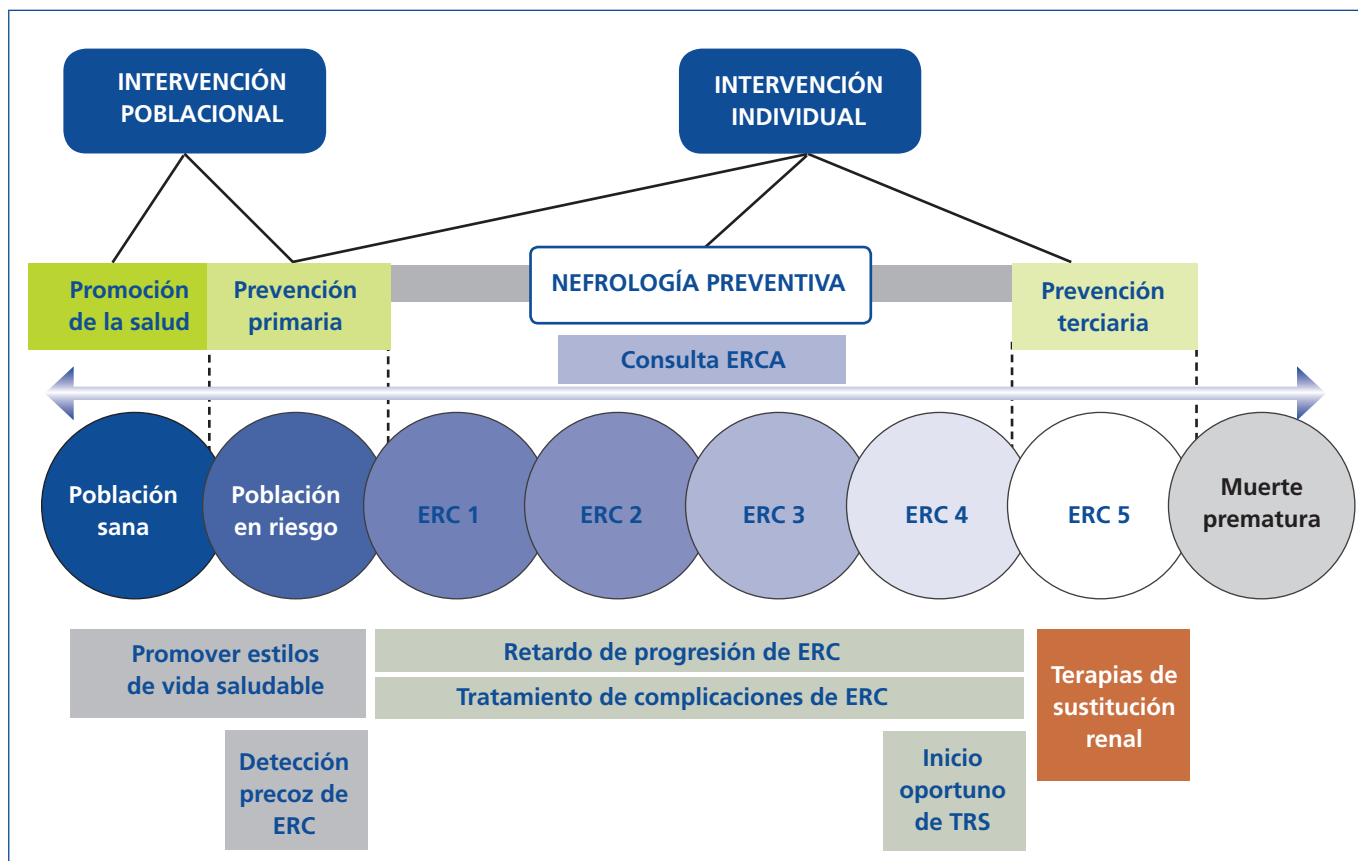 INTERVENCIÓN
POBLACIONAL
INTERVENCIÓN
INDIVIDUAL
Promoción
de la salud
Prevención
primaria
NEFROLOGÍA PREVENTIVA
Prevención
terciaria
Consulta ERCA
Población
sana
Población
en riesgo
ERC 1
ERC 2
ERC 3
ERC 4
ERC 5
Muerte
prematura
Promover estilos
de vida saludable
Retardo de progresión de ERC
Tratamiento de complicaciones de ERC
Terapias de
sustitución
renal
Detección
precoz de
ERC
Inicio
oportuno
de TRS